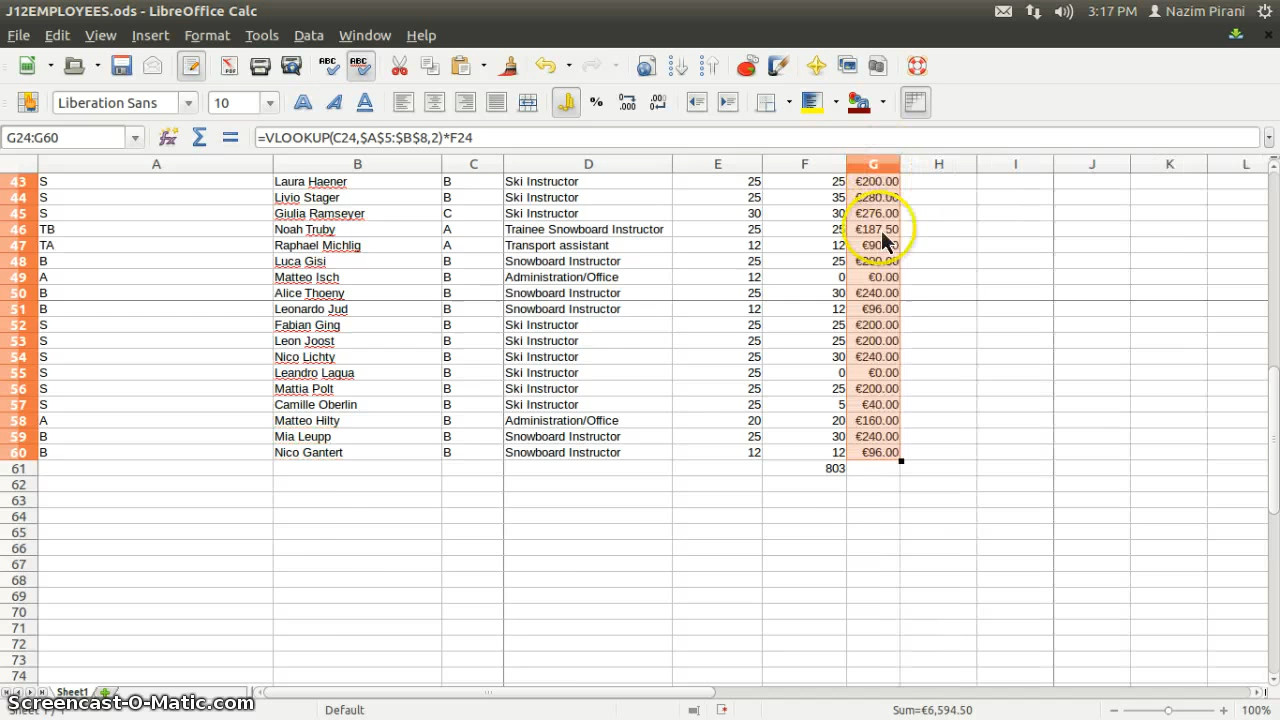 J12EMPLOYEES.ods - LibreOffice Calc 3:17 PM Nazim Pirani
File Edit View Insert Format Tools Data Window Help
Liberation Sans 10
G24:G60 =VLOOKUP(C24,$A$5:$B$8,2)*F24
A B C D E F G H I J K L
43 S Laura Haener B Ski Instructor 25 25 €200.00
44 S Livio Stager B Ski Instructor 25 35 €280.00
45 S Giulia Ramseyer C Ski Instructor 30 30 €276.00
46 TB Noah Truby A Trainee Snowboard Instructor 25 25 €187.50
47 TA Raphael Michlig A Transport assistant 12 12
48 B Luca Gisi B Snowboard Instructor 25 25 €200.00
49 A Matteo Isch B Administration/Office 12 0 €0.00
50 B Alice Thoeny B Snowboard Instructor 25 30 €240.00
51 B Leonardo Jud B Snowboard Instructor 12 12 €96.00
52 S Fabian Ging B Ski Instructor 25 25 €200.00
53 S Leon Joost B Ski Instructor 25 25 €200.00
54 S Nico Lichty B Ski Instructor 25 30 €240.00
55 S Leandro Laqua B Ski Instructor 25 0 €0.00
56 S Mattia Polt B Ski Instructor 25 25 €200.00
57 S Camille Oberlin B Ski Instructor 25 5 €40.00
58 A Matteo Hilty B Administration/Office 20 20 €160.00
59 B Mia Leupp B Snowboard Instructor 25 30 €240.00
60 B Nico Gantert B Snowboard Instructor 12 12 €96.00
61 803
62
63
64
65
66
67
68
69
70
71
72
73
74
Sheet1
Screencast-O-Matic.com
Default Sum=€6,594.50 100%